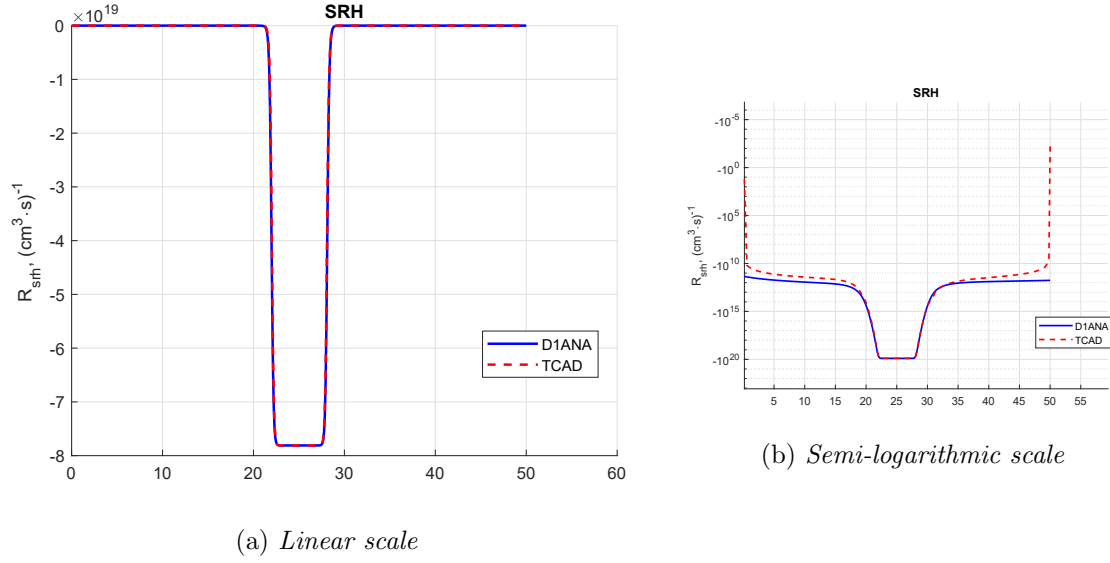 ×10^19
SRH
0
-1
-2
-3
-4
-5
-6
-7
-8
R_srh, (cm^3·s)^-1
0 10 20 30 40 50 60
D1ANA
TCAD
(a) Linear scale
SRH
-10^-5
-10^0
-10^5
-10^10
-10^15
-10^20
R_srh, (cm^3·s)^-1
5 10 15 20 25 30 35 40 45 50 55
D1ANA
TCAD
(b) Semi-logarithmic scale